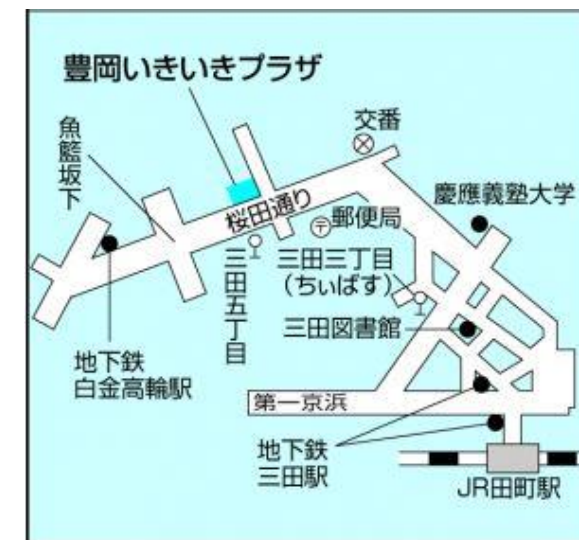 豊岡いきいきプラザ
交番
魚籃坂下
慶應義塾大学
桜田通り
〒郵便局
三田五丁目
三田三丁目
（ちぃばす）
三田図書館
地下鉄
白金高輪駅
第一京浜
地下鉄
三田駅
JR田町駅